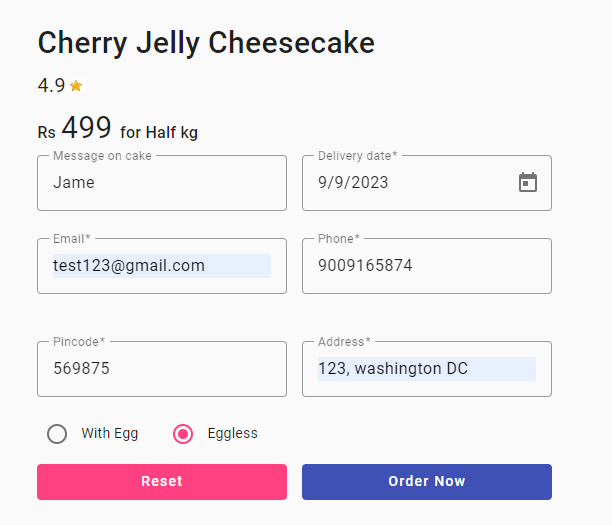 Cherry Jelly Cheesecake
4.9
Rs 499 for Half kg
Message on cake
Jame
Delivery date*
9/9/2023
Email*
test123@gmail.com
Phone*
9009165874
Pincode*
569875
Address*
123, washington DC
With Egg
Eggless
Reset
Order Now